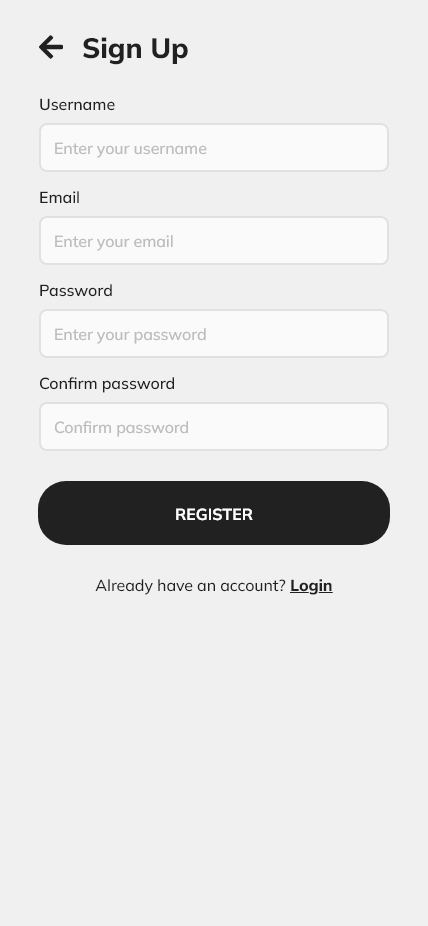 Sign Up
Username
Enter your username
Email
Enter your email
Password
Enter your password
Confirm password
Confirm password
REGISTER
Already have an account? Login